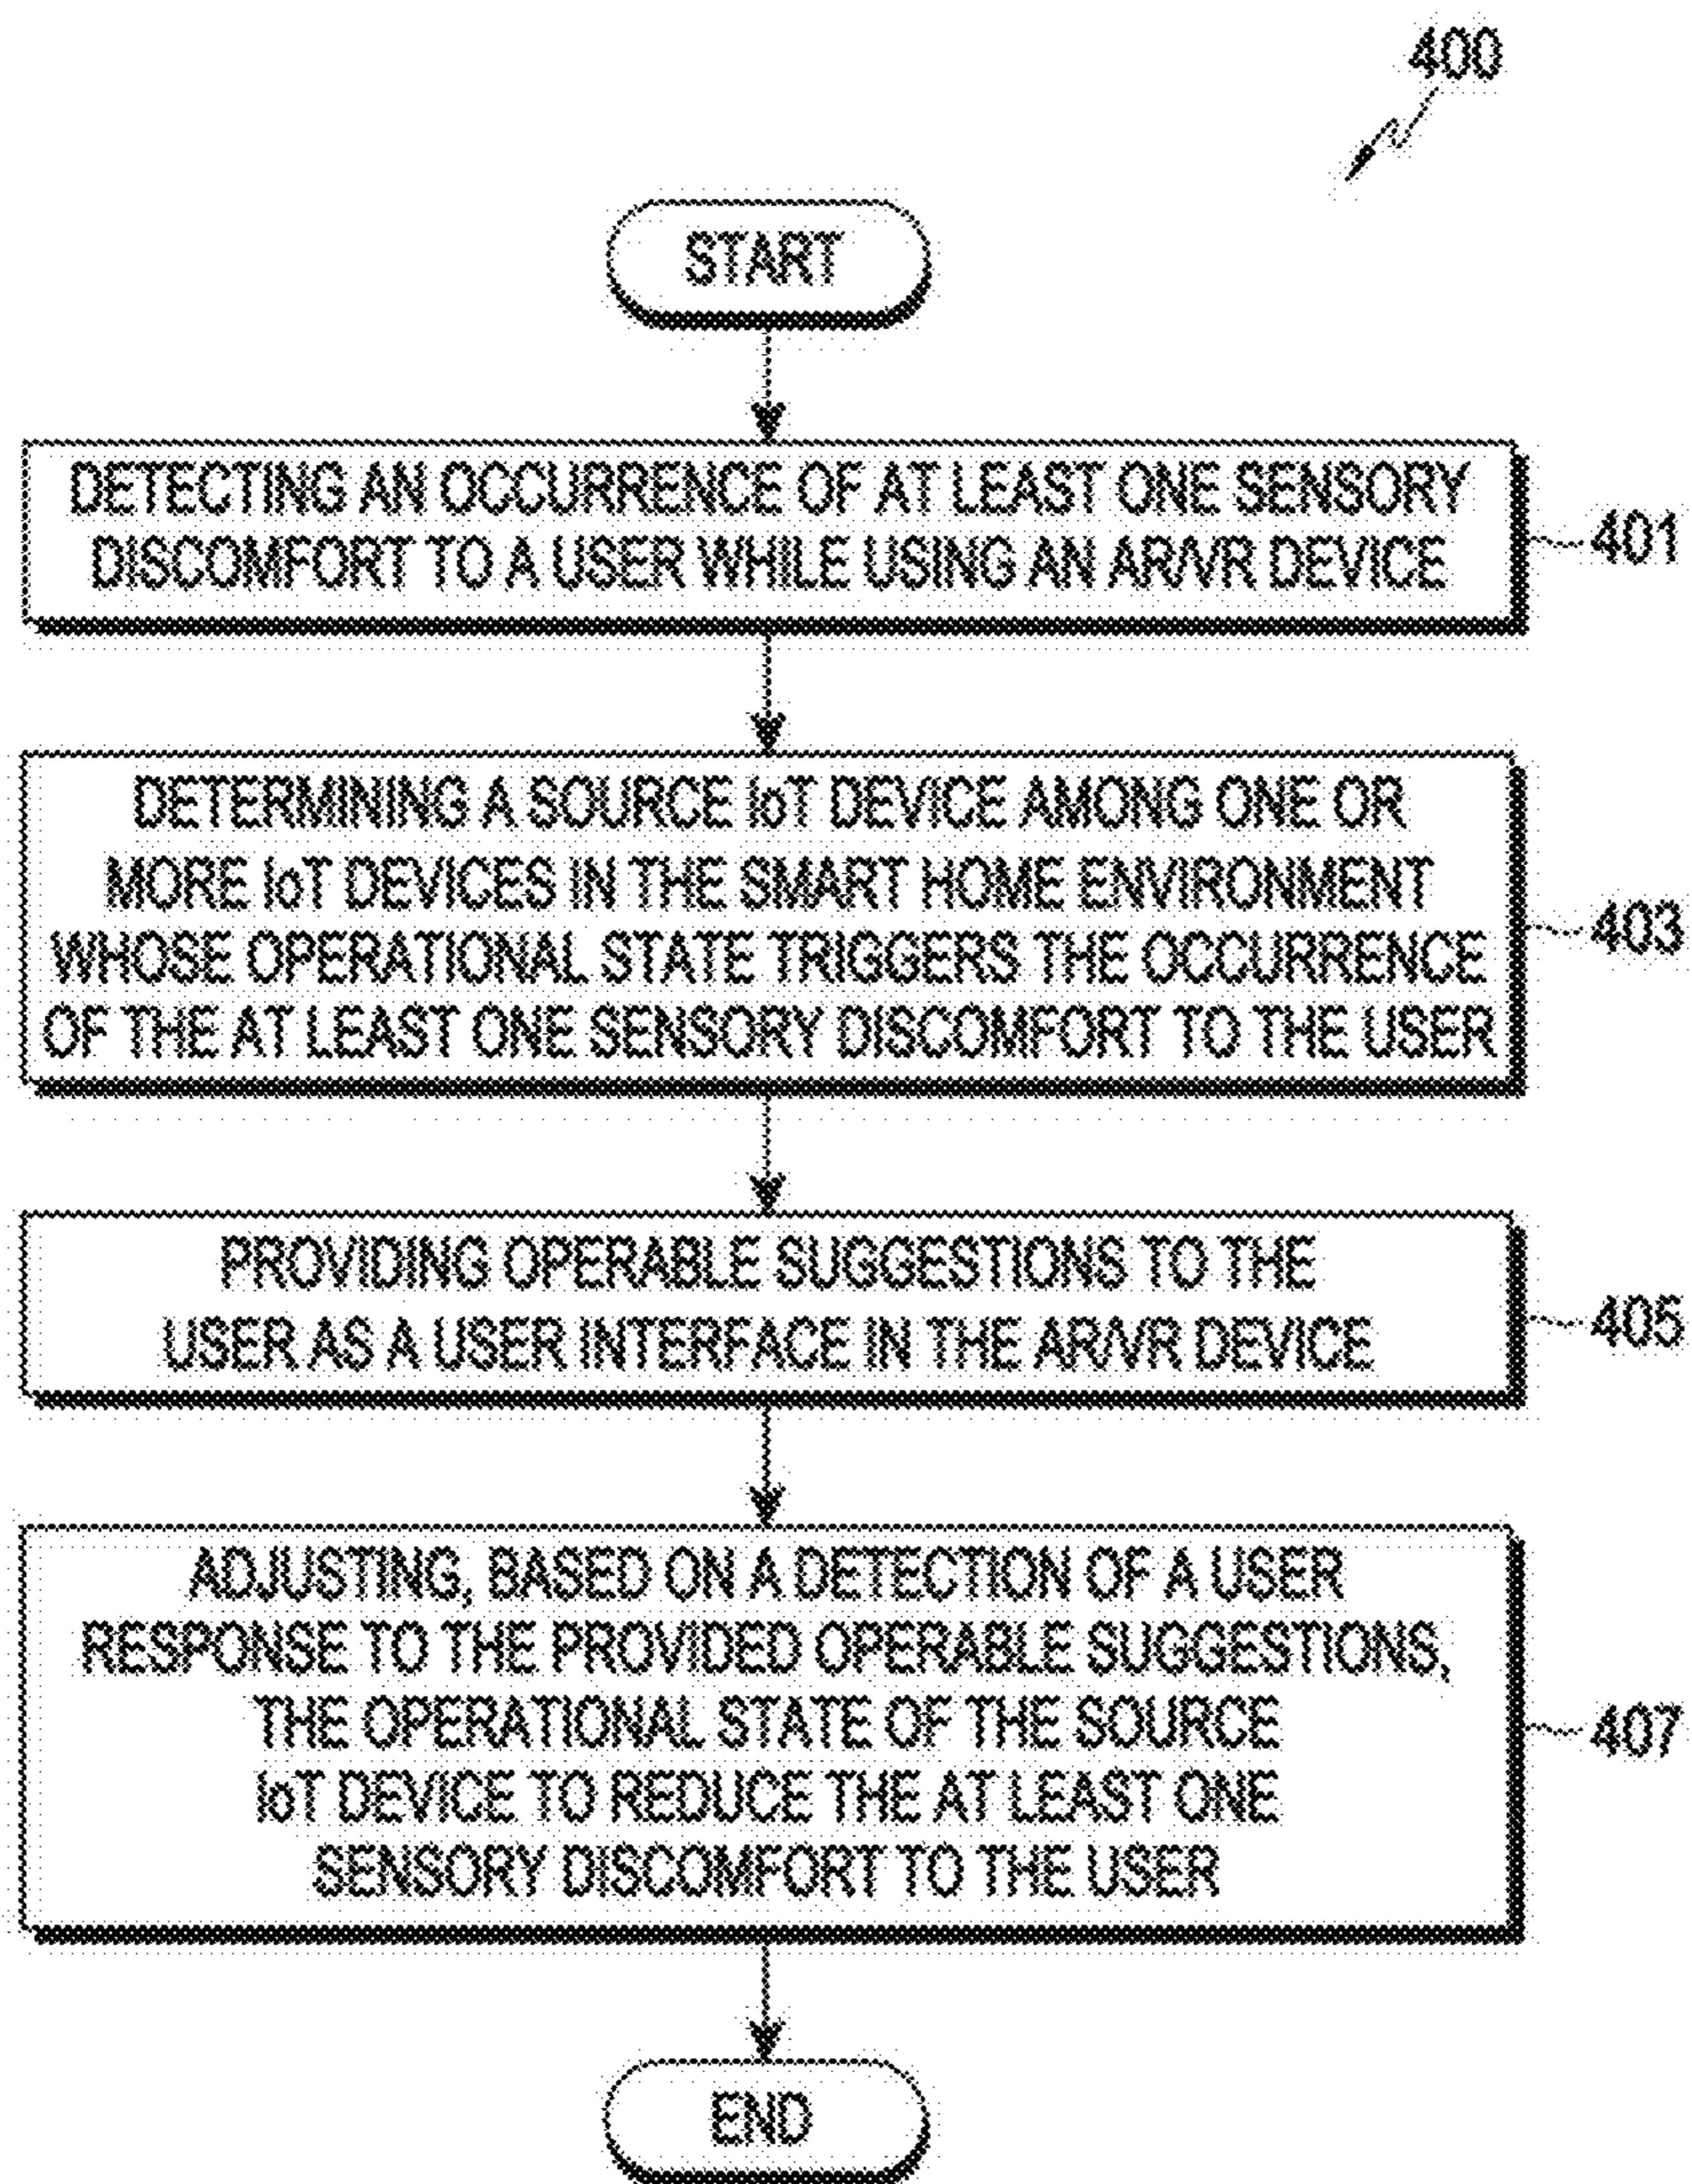 400
START
DETECTING AN OCCURRENCE OF AT LEAST ONE SENSORY
DISCOMFORT TO A USER WHILE USING AN AR/VR DEVICE
401
DETERMINING A SOURCE IoT DEVICE AMONG ONE OR
MORE IoT DEVICES IN THE SMART HOME ENVIRONMENT
WHOSE OPERATIONAL STATE TRIGGERS THE OCCURRENCE
OF THE AT LEAST ONE SENSORY DISCOMFORT TO THE USER
403
PROVIDING OPERABLE SUGGESTIONS TO THE
USER AS A USER INTERFACE IN THE AR/VR DEVICE
405
ADJUSTING, BASED ON A DETECTION OF A USER
RESPONSE TO THE PROVIDED OPERABLE SUGGESTIONS,
THE OPERATIONAL STATE OF THE SOURCE
IoT DEVICE TO REDUCE THE AT LEAST ONE
SENSORY DISCOMFORT TO THE USER
407
END